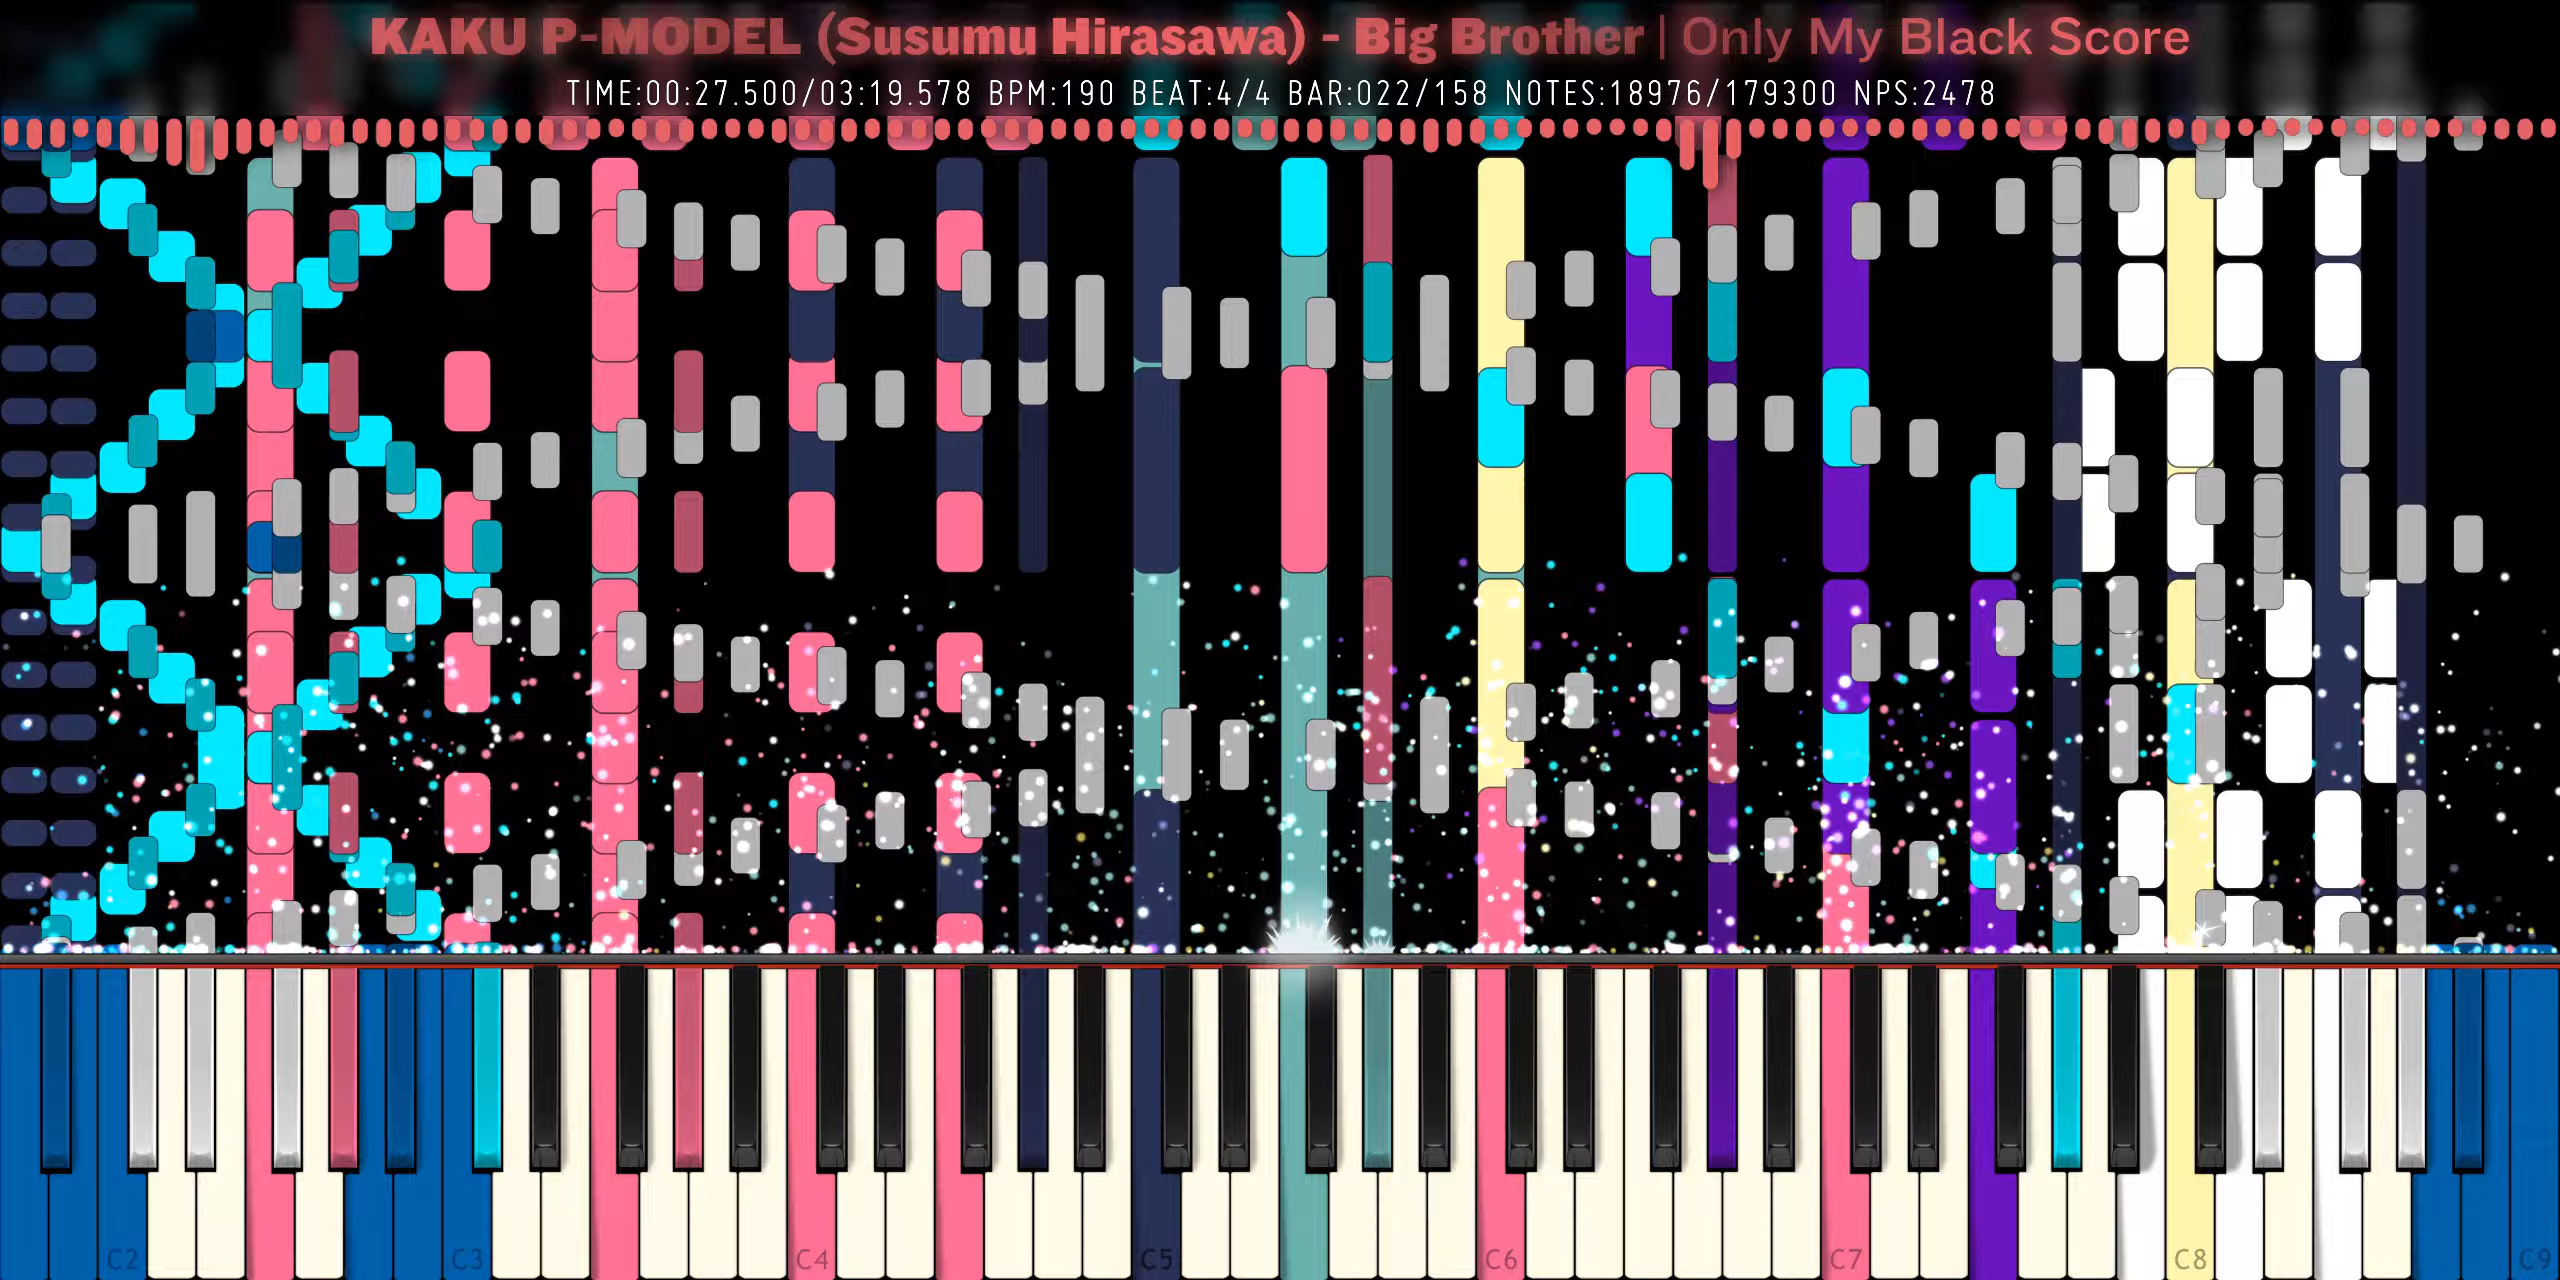 KAKU P-MODEL (Susumu Hirasawa) - Big Brother | Only My Black Score
TIME:00:27.500/03:19.578 BPM:190 BEAT:4/4 BAR:022/158 NOTES:18976/179300 NPS:2478
C2 C3 C4 C5 C6 C7 C8 C9